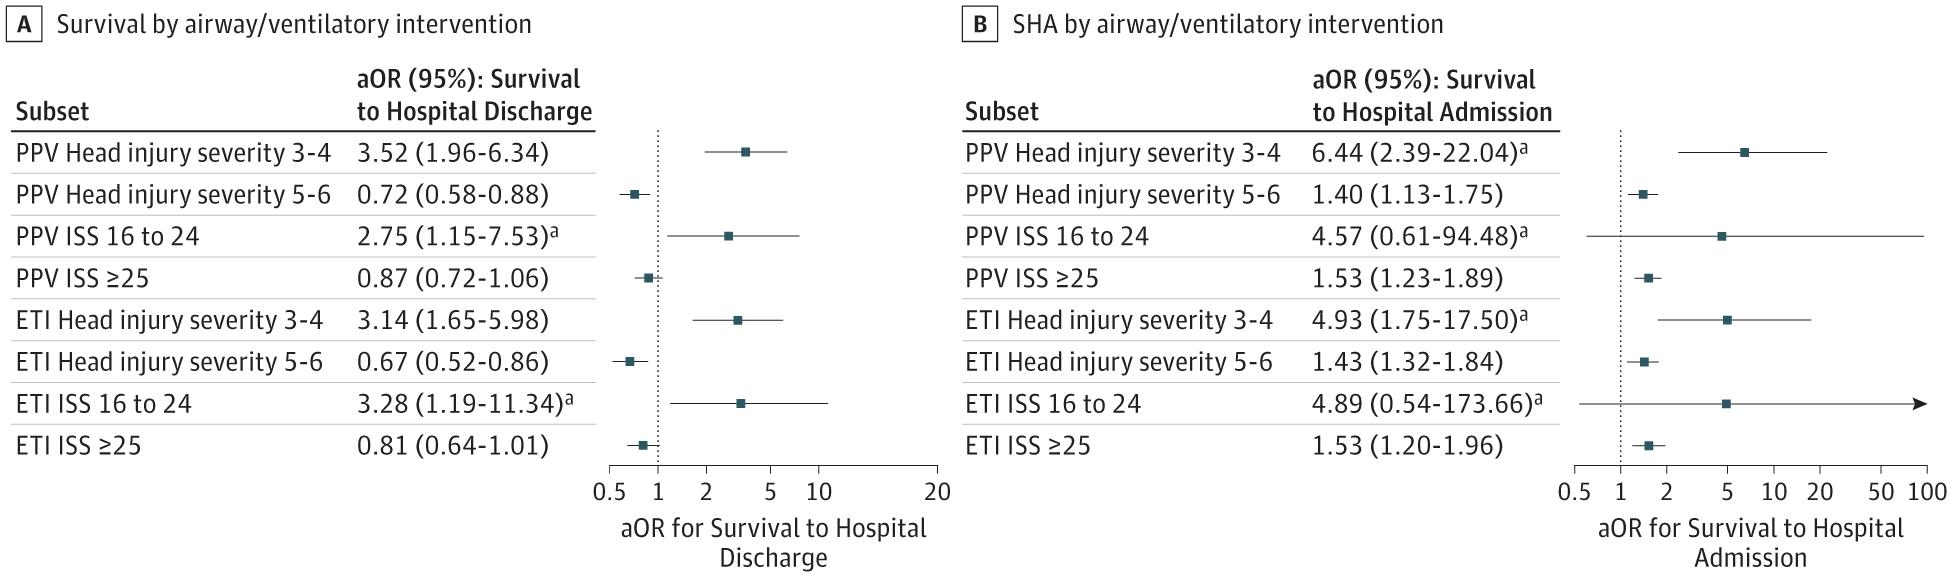 A Survival by airway/ventilatory intervention
Subset aOR (95%): Survival
to Hospital Discharge
PPV Head injury severity 3-4 3.52 (1.96-6.34)
PPV Head injury severity 5-6 0.72 (0.58-0.88)
PPV ISS 16 to 24 2.75 (1.15-7.53)a
PPV ISS ≥25 0.87 (0.72-1.06)
ETI Head injury severity 3-4 3.14 (1.65-5.98)
ETI Head injury severity 5-6 0.67 (0.52-0.86)
ETI ISS 16 to 24 3.28 (1.19-11.34)a
ETI ISS ≥25 0.81 (0.64-1.01)
0.5 1 2 5 10 20
aOR for Survival to Hospital
Discharge
B SHA by airway/ventilatory intervention
Subset aOR (95%): Survival
to Hospital Admission
PPV Head injury severity 3-4 6.44 (2.39-22.04)a
PPV Head injury severity 5-6 1.40 (1.13-1.75)
PPV ISS 16 to 24 4.57 (0.61-94.48)a
PPV ISS ≥25 1.53 (1.23-1.89)
ETI Head injury severity 3-4 4.93 (1.75-17.50)a
ETI Head injury severity 5-6 1.43 (1.32-1.84)
ETI ISS 16 to 24 4.89 (0.54-173.66)a
ETI ISS ≥25 1.53 (1.20-1.96)
0.5 1 2 5 10 20 50 100
aOR for Survival to Hospital
Admission